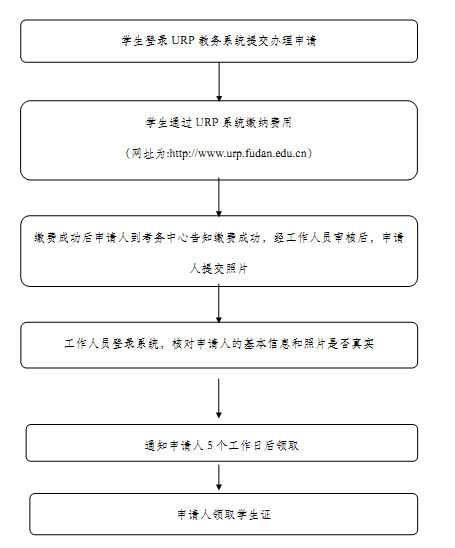 学生登录 URP 教务系统提交办理申请
学生通过 URP 系统缴纳费用
（网址为:http://www.urp.fudan.edu.cn）
缴费成功后申请人到考务中心告知缴费成功，经工作人员审核后，申请
人提交照片
工作人员登录系统，核对申请人的基本信息和照片是否真实
通知申请人 5 个工作日后领取
申请人领取学生证